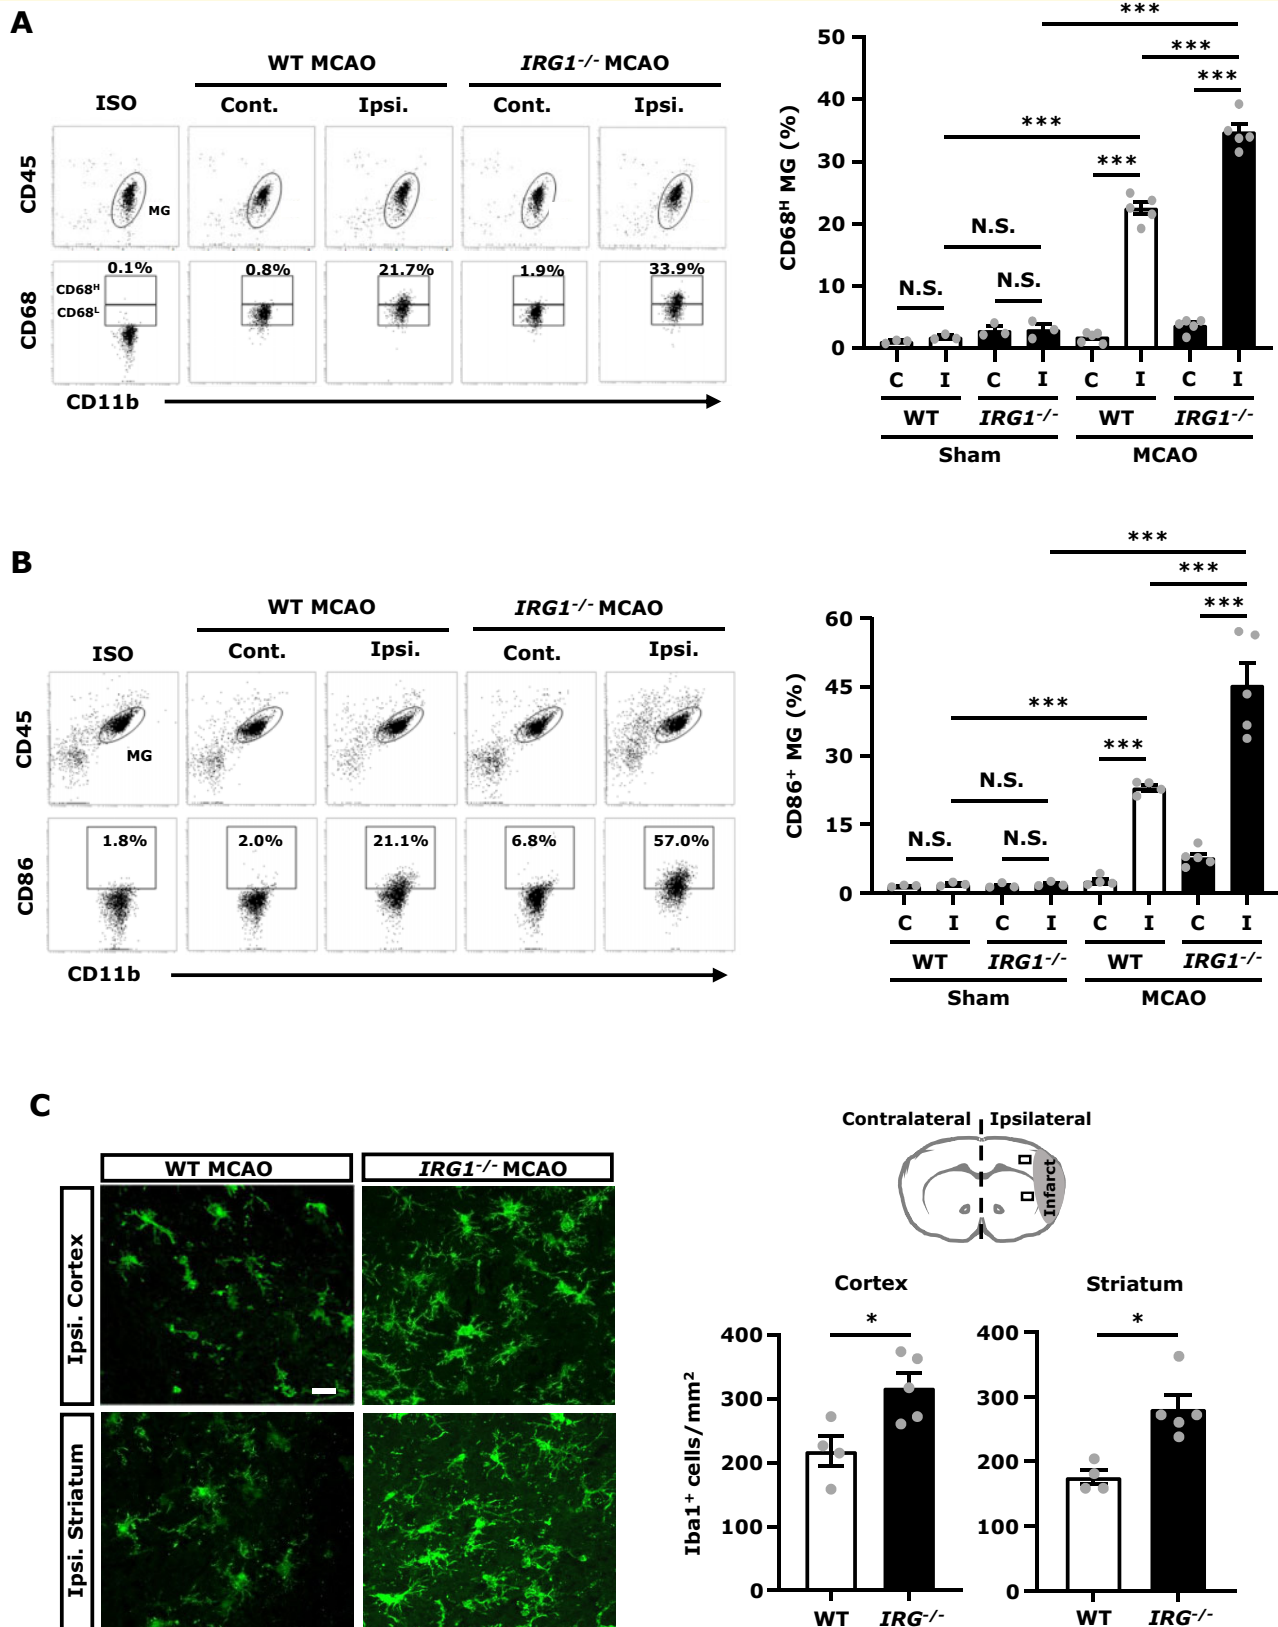 A
WT MCAO
IRG1-/- MCAO
ISO
Cont.
Ipsi.
Cont.
Ipsi.
CD45
MG
0.1%
0.8%
21.7%
1.9%
33.9%
CD68
CD68H
CD68L
CD11b
CD68H MG (%)
50
40
30
20
10
0
***
***
***
***
***
N.S.
N.S.
N.S.
C
I
C
I
C
I
C
I
WT
IRG1-/-
WT
IRG1-/-
Sham
MCAO
B
WT MCAO
IRG1-/- MCAO
ISO
Cont.
Ipsi.
Cont.
Ipsi.
CD45
MG
CD86
1.8%
2.0%
21.1%
6.8%
57.0%
CD11b
CD86+ MG (%)
60
45
30
15
0
***
***
***
***
***
N.S.
N.S.
N.S.
C
I
C
I
C
I
C
I
WT
IRG1-/-
WT
IRG1-/-
Sham
MCAO
C
WT MCAO
IRG1-/- MCAO
Ipsi. Cortex
Ipsi. Striatum
Contralateral
Ipsilateral
Infarct
Cortex
Iba1+ cells/mm2
400
300
200
100
0
*
WT
IRG-/-
Striatum
400
300
200
100
0
*
WT
IRG-/-